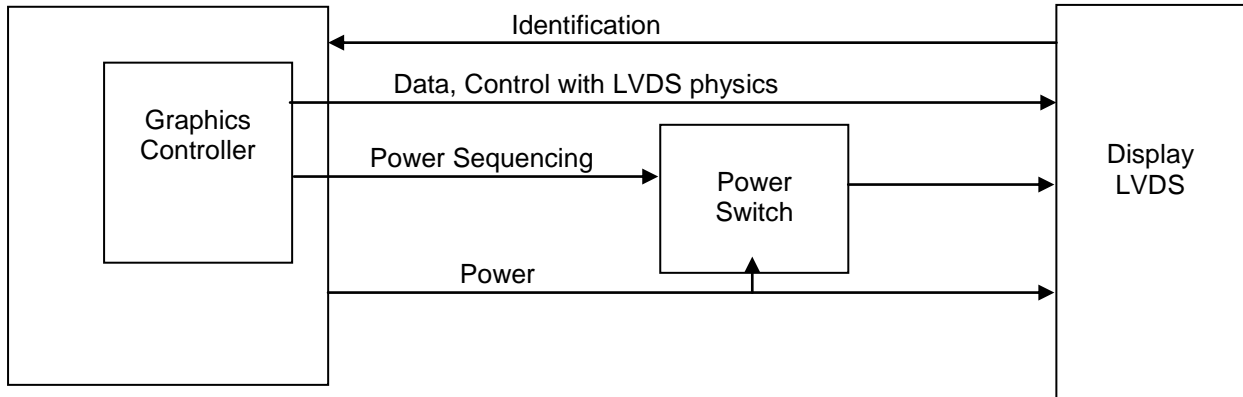 Identification
Data, Control with LVDS physics
Graphics
Controller
Power Sequencing
Power
Switch
Display
LVDS
Power